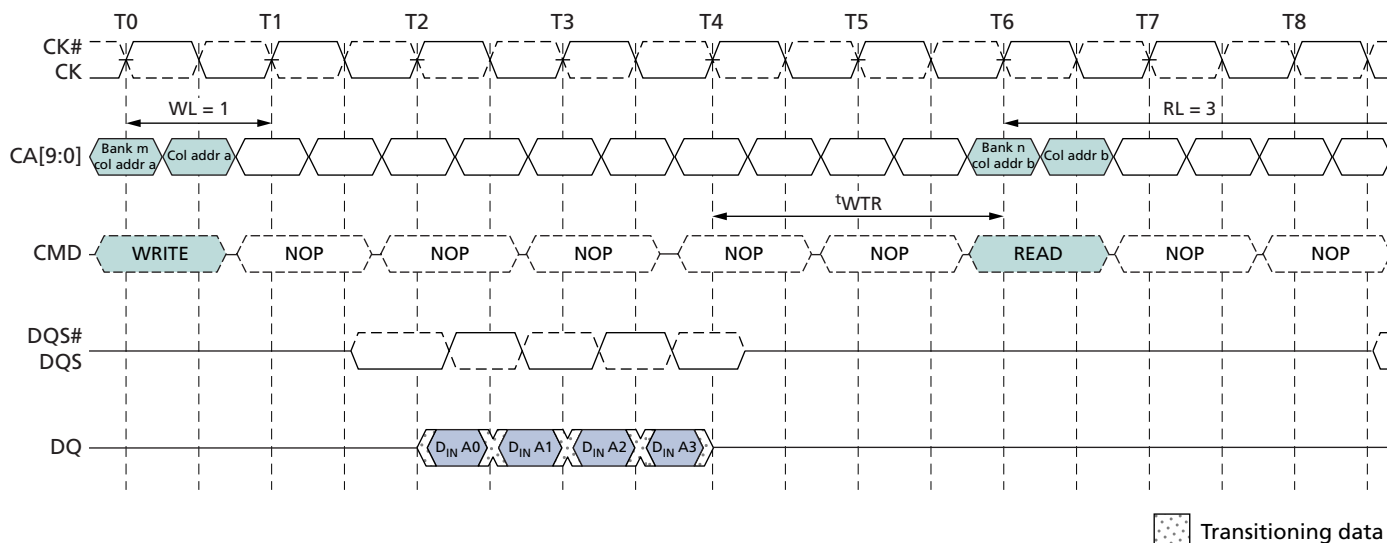 T0 T1 T2 T3 T4 T5 T6 T7 T8
CK#
CK
WL = 1
RL = 3
CA[9:0]
Bank m
col addr a
Col addr a
Bank n
col addr b
Col addr b
tWTR
CMD
WRITE NOP NOP NOP NOP NOP READ NOP NOP
DQS#
DQS
DQ
DIN A0 DIN A1 DIN A2 DIN A3
Transitioning data